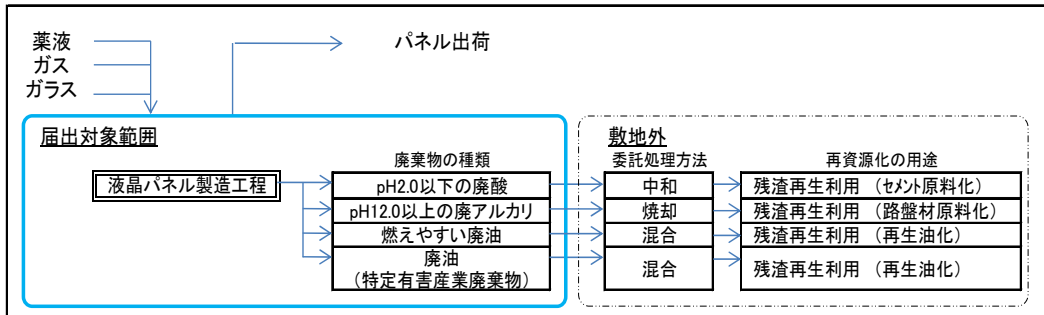 薬液
ガス
ガラス
パネル出荷
届出対象範囲
敷地外
廃棄物の種類
委託処理方法
再資源化の用途
液晶パネル製造工程
pH2.0以下の廃酸
中和
残渣再生利用 （セメント原料化）
pH12.0以上の廃アルカリ
焼却
残渣再生利用 （路盤材原料化）
燃えやすい廃油
混合
残渣再生利用 （再生油化）
廃油
（特定有害産業廃棄物）
混合
残渣再生利用 （再生油化）